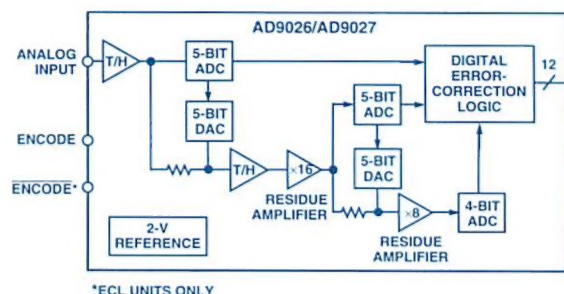 AD9026/AD9027
ANALOG
INPUT
T/H
5-BIT
ADC
5-BIT
DAC
T/H
×16
RESIDUE
AMPLIFIER
5-BIT
ADC
5-BIT
DAC
×8
RESIDUE
AMPLIFIER
4-BIT
ADC
DIGITAL
ERROR-
CORRECTION
LOGIC
12
ENCODE
ENCODE*
2-V
REFERENCE
*ECL UNITS ONLY